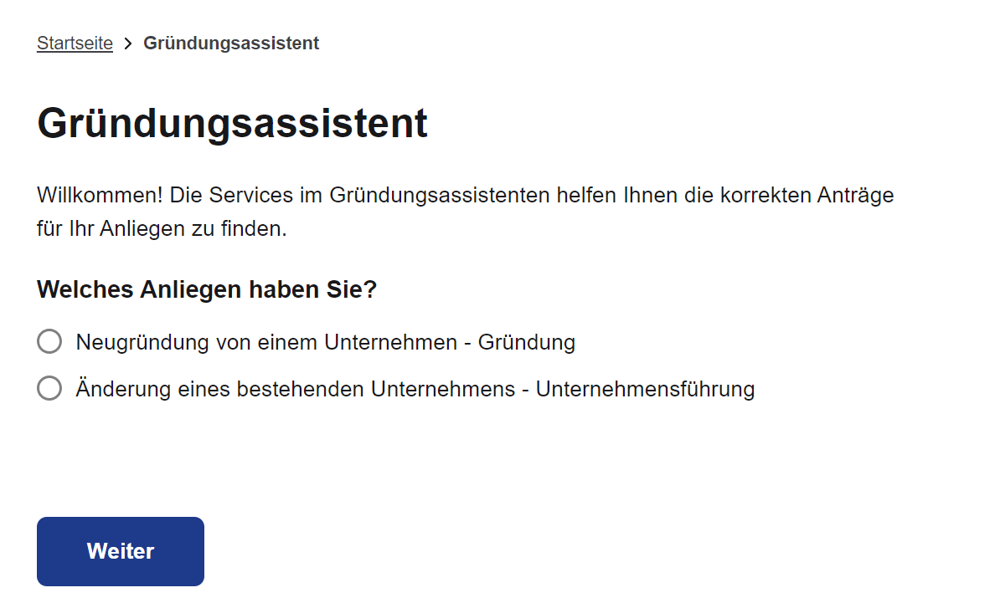 Startseite > Gründungsassistent
Gründungsassistent
Willkommen! Die Services im Gründungsassistenten helfen Ihnen die korrekten Anträge
für Ihr Anliegen zu finden.
Welches Anliegen haben Sie?
Neugründung von einem Unternehmen - Gründung
Änderung eines bestehenden Unternehmens - Unternehmensführung
Weiter